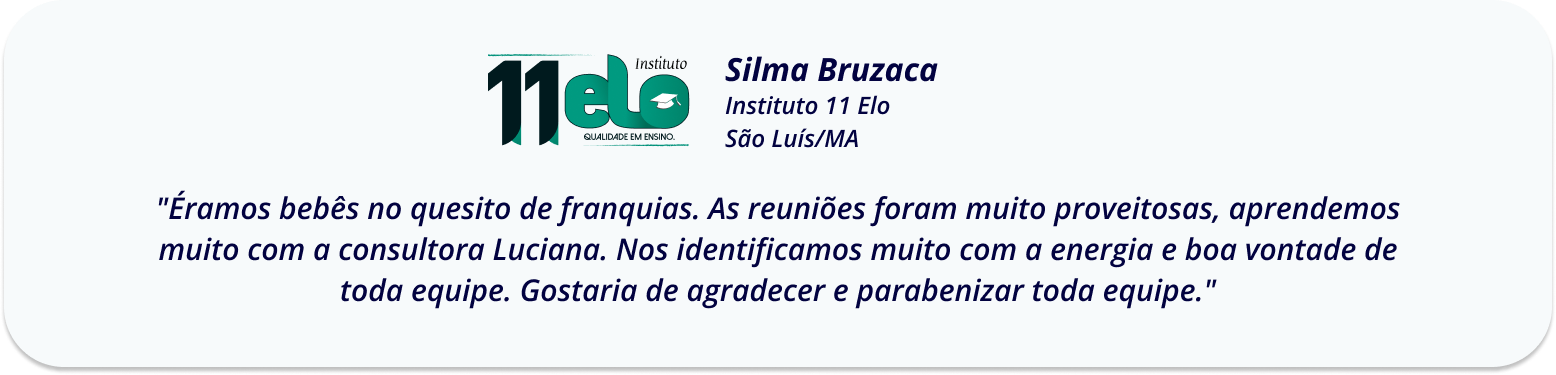 11elo
Instituto
QUALIDADE EM ENSINO.
Silma Bruzaca
Instituto 11 Elo
São Luís/MA
"Éramos bebês no quesito de franquias. As reuniões foram muito proveitosas, aprendemos
muito com a consultora Luciana. Nos identificamos muito com a energia e boa vontade de
toda equipe. Gostaria de agradecer e parabenizar toda equipe."